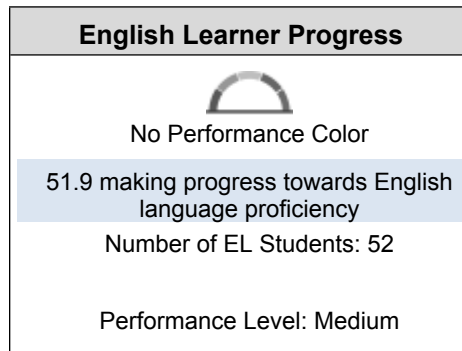 English Learner Progress
No Performance Color
51.9 making progress towards English
language proficiency
Number of EL Students: 52
Performance Level: Medium